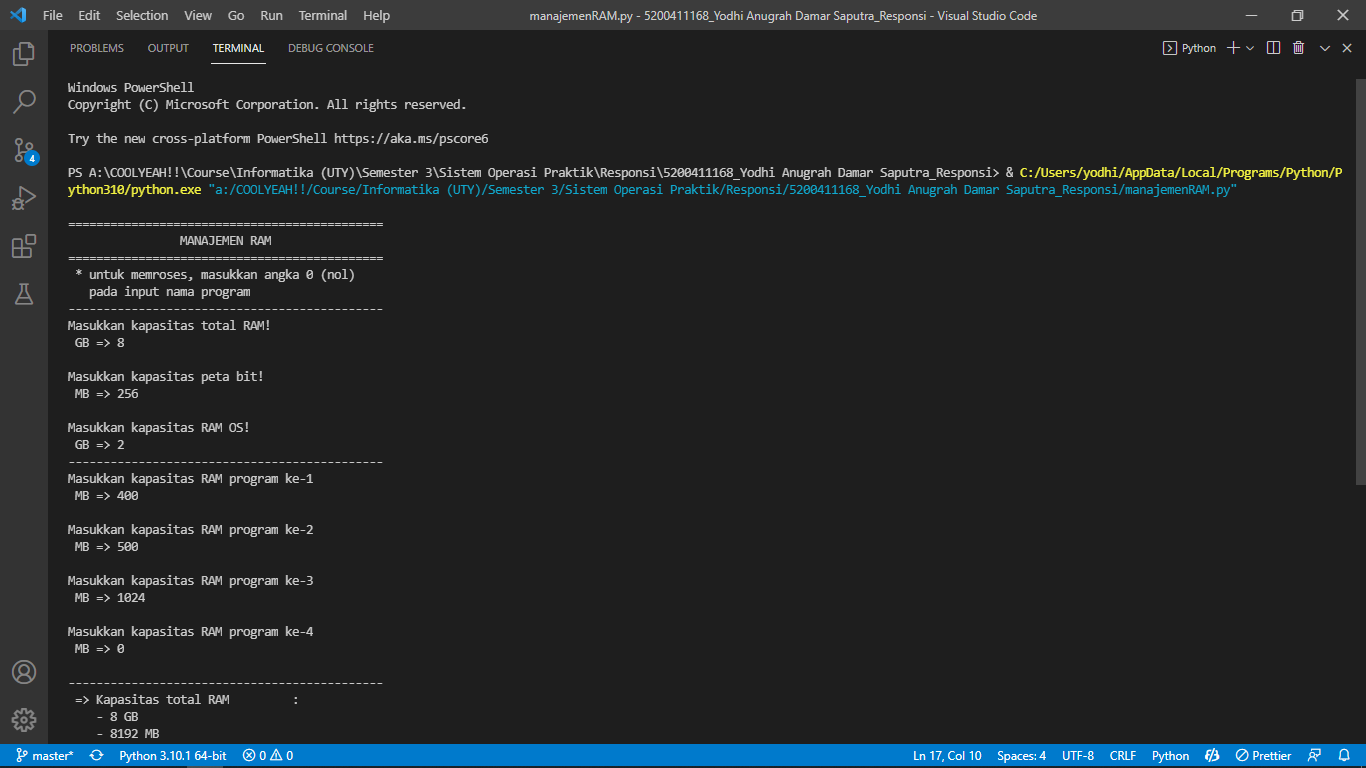 File Edit Selection View Go Run Terminal Help manajemenRAM.py - 5200411168_Yodhi Anugrah Damar Saputra_Responsi - Visual Studio Code
PROBLEMS OUTPUT TERMINAL DEBUG CONSOLE Python
Windows PowerShell
Copyright (C) Microsoft Corporation. All rights reserved.
Try the new cross-platform PowerShell https://aka.ms/pscore6
PS A:\COOLYEAH!!\Course\Informatika (UTY)\Semester 3\Sistem Operasi Praktik\Responsi\5200411168_Yodhi Anugrah Damar Saputra_Responsi> & C:/Users/yodhi/AppData/Local/Programs/Python/P
ython310/python.exe "a:/COOLYEAH!!/Course/Informatika (UTY)/Semester 3/Sistem Operasi Praktik/Responsi/5200411168_Yodhi Anugrah Damar Saputra_Responsi/manajemenRAM.py"
=============================================
MANAJEMEN RAM
=============================================
* untuk memroses, masukkan angka 0 (nol)
pada input nama program
---------------------------------------------
Masukkan kapasitas total RAM!
GB => 8
Masukkan kapasitas peta bit!
MB => 256
Masukkan kapasitas RAM OS!
GB => 2
---------------------------------------------
Masukkan kapasitas RAM program ke-1
MB => 400
Masukkan kapasitas RAM program ke-2
MB => 500
Masukkan kapasitas RAM program ke-3
MB => 1024
Masukkan kapasitas RAM program ke-4
MB => 0
---------------------------------------------
=> Kapasitas total RAM :
- 8 GB
- 8192 MB
4
master* Python 3.10.1 64-bit 0 0 Ln 17, Col 10 Spaces: 4 UTF-8 CRLF Python Prettier